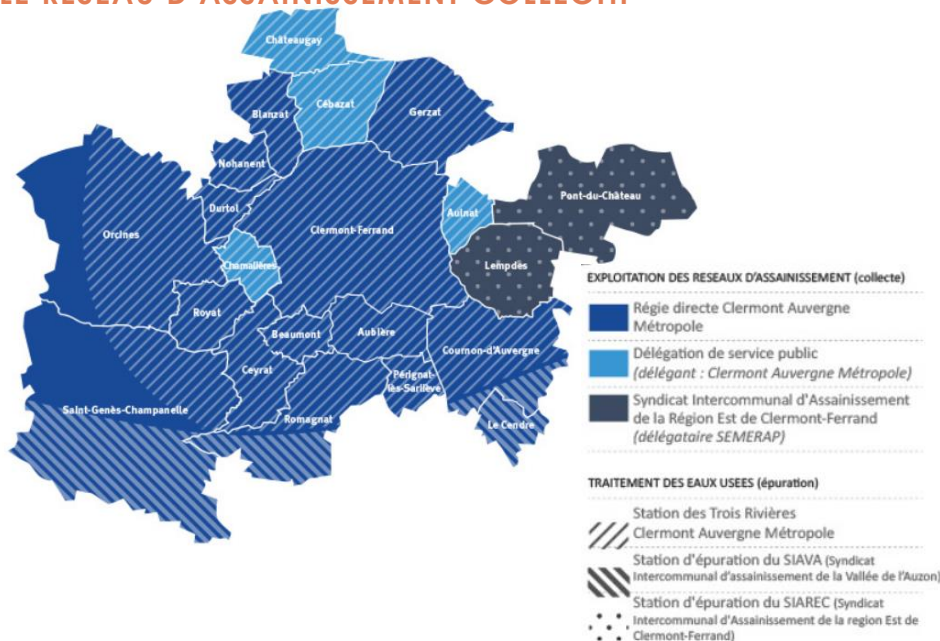 LE RESEAU D'ASSAINISSEMENT COLLECTIF
Châteaugay
Cébazat
Blanzat
Gerzat
Nohanent
Pont-du-Château
Durtol
Aulnat
Clermont-Ferrand
Orcines
Chamalières
Lempdes
Royat
Beaumont
Aubière
Cournon-d'Auvergne
Ceyrat
Pérignat-
lès-Sarliève
Saint-Genès-Champanelle
Romagnat
Le Cendre
EXPLOITATION DES RESEAUX D'ASSAINISSEMENT (collecte)
Régie directe Clermont Auvergne
Métropole
Délégation de service public
(délégant : Clermont Auvergne Métropole)
Syndicat Intercommunal d'Assainissement
de la Région Est de Clermont-Ferrand
(délégataire SEMERAP)
TRAITEMENT DES EAUX USEES (épuration)
Station des Trois Rivières
Clermont Auvergne Métropole
Station d'épuration du SIAVA (Syndicat
Intercommunal d'assainissement de la Vallée de l'Auzon)
Station d'épuration du SIAREC (Syndicat
Intercommunal d'Assainissement de la region Est de
Clermont-Ferrand)